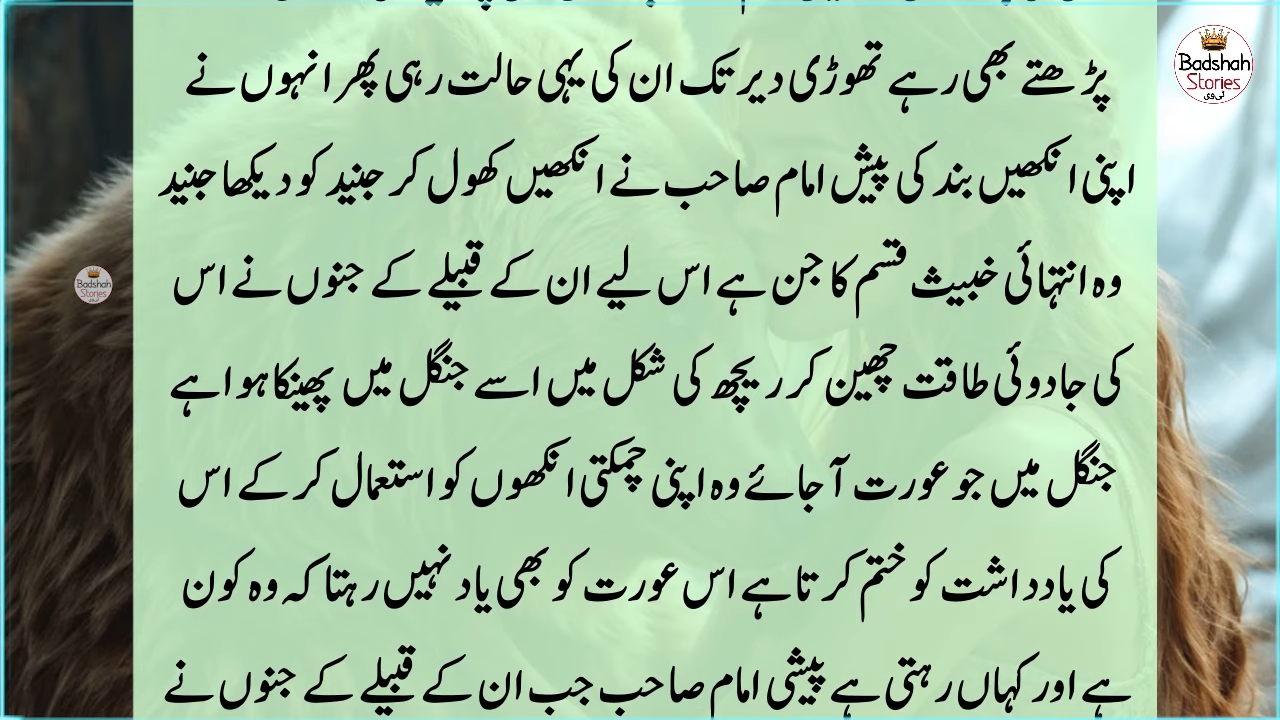 پڑھتے بھی رہے تھوڑی دیر تک ان کی یہی حالت رہی پھر انہوں نے
اپنی انکھیں بند کی پیش امام صاحب نے انکھیں کھول کر جنید کو دیکھا جنید
وہ انتہائی خبیث قسم کا جن ہے اس لیے ان کے قبیلے کے جنوں نے اس
کی جادوئی طاقت چھین کر ریچھ کی شکل میں اسے جنگل میں پھینکا ہوا ہے
جنگل میں جو عورت آ جائے وہ اپنی چمکتی انکھوں کو استعمال کر کے اس
کی یادداشت کو ختم کرتا ہے اس عورت کو بھی یاد نہیں رہتا کہ وہ کون
ہے اور کہاں رہتی ہے پیشی امام صاحب جب ان کے قبیلے کے جنوں نے
Badshah
Stories
ٹی وی
Badshah
Stories